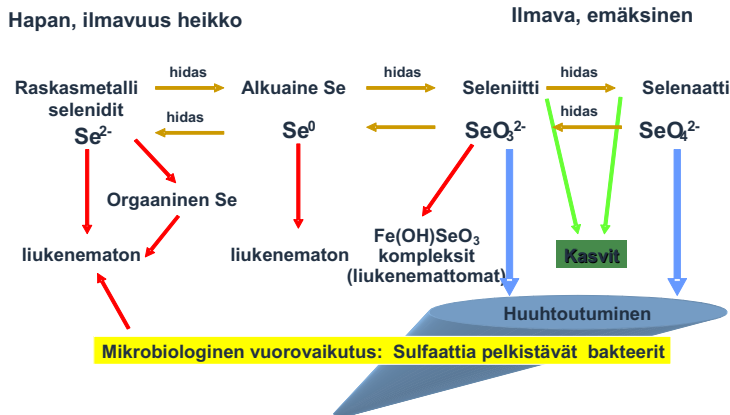 Hapan, ilmavuus heikko
Ilmava, emäksinen
hidas
hidas
hidas
Raskasmetalli
selenidit
Alkuaine Se
Seleniitti
Selenaatti
hidas
hidas
Se²⁻
Se⁰
SeO₃²⁻
SeO₄²⁻
Orgaaninen Se
liukenematon
liukenematon
Fe(OH)SeO₃
kompleksit
(liukenemattomat)
Kasvit
Huuhtoutuminen
Mikrobiologinen vuorovaikutus: Sulfaattia pelkistävät bakteerit